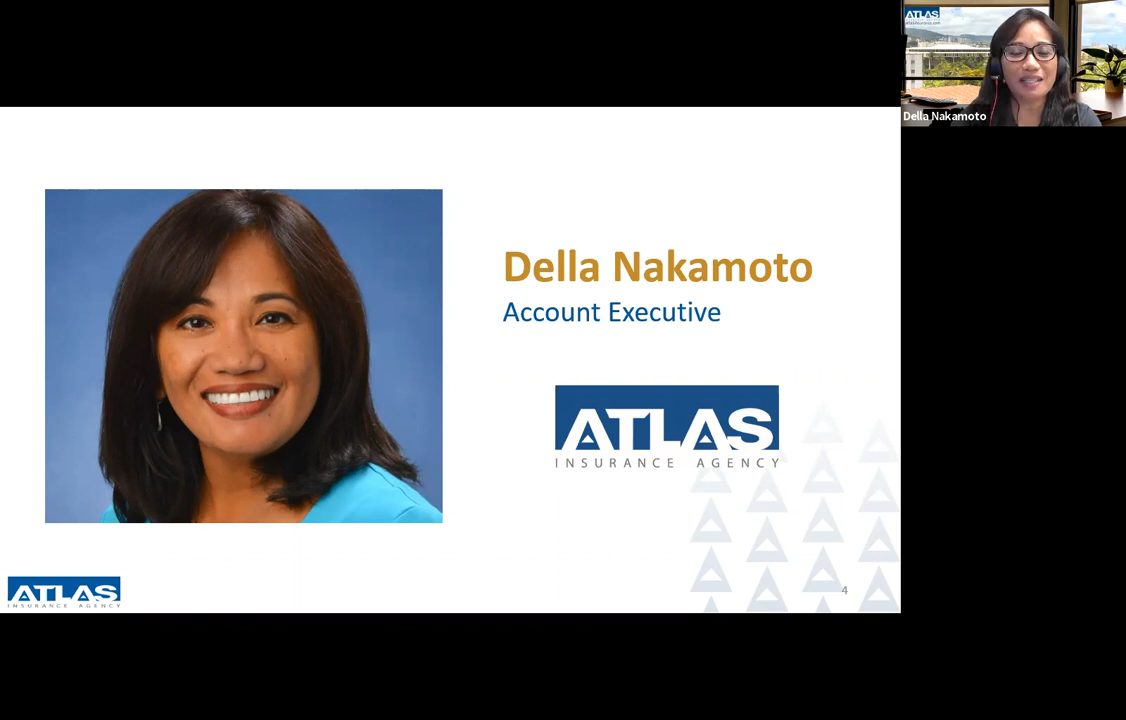 ATLAS
Della Nakamoto
Della Nakamoto
Account Executive
ATLAS
INSURANCE AGENCY
ATLAS
INSURANCE AGENCY
4